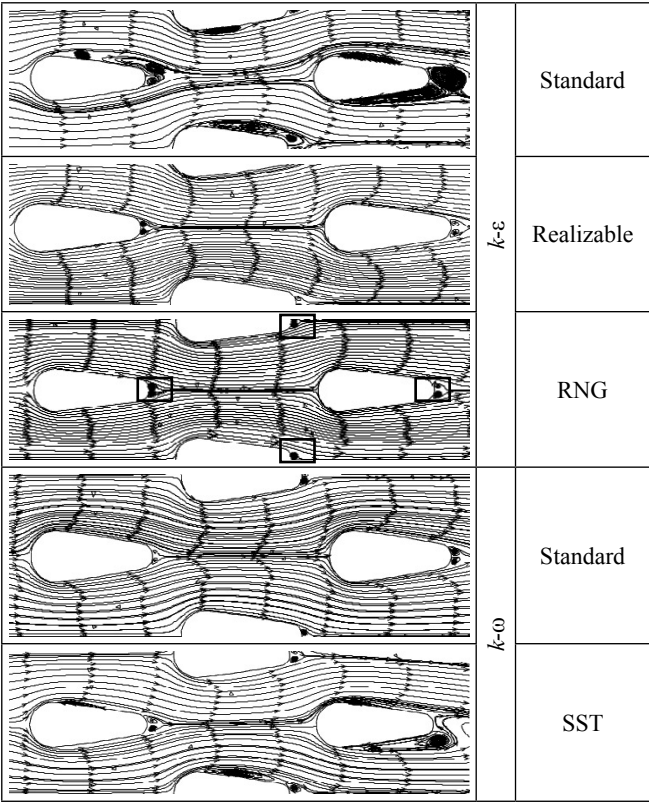 Standard
k-ε
Realizable
RNG
Standard
k-ω
SST